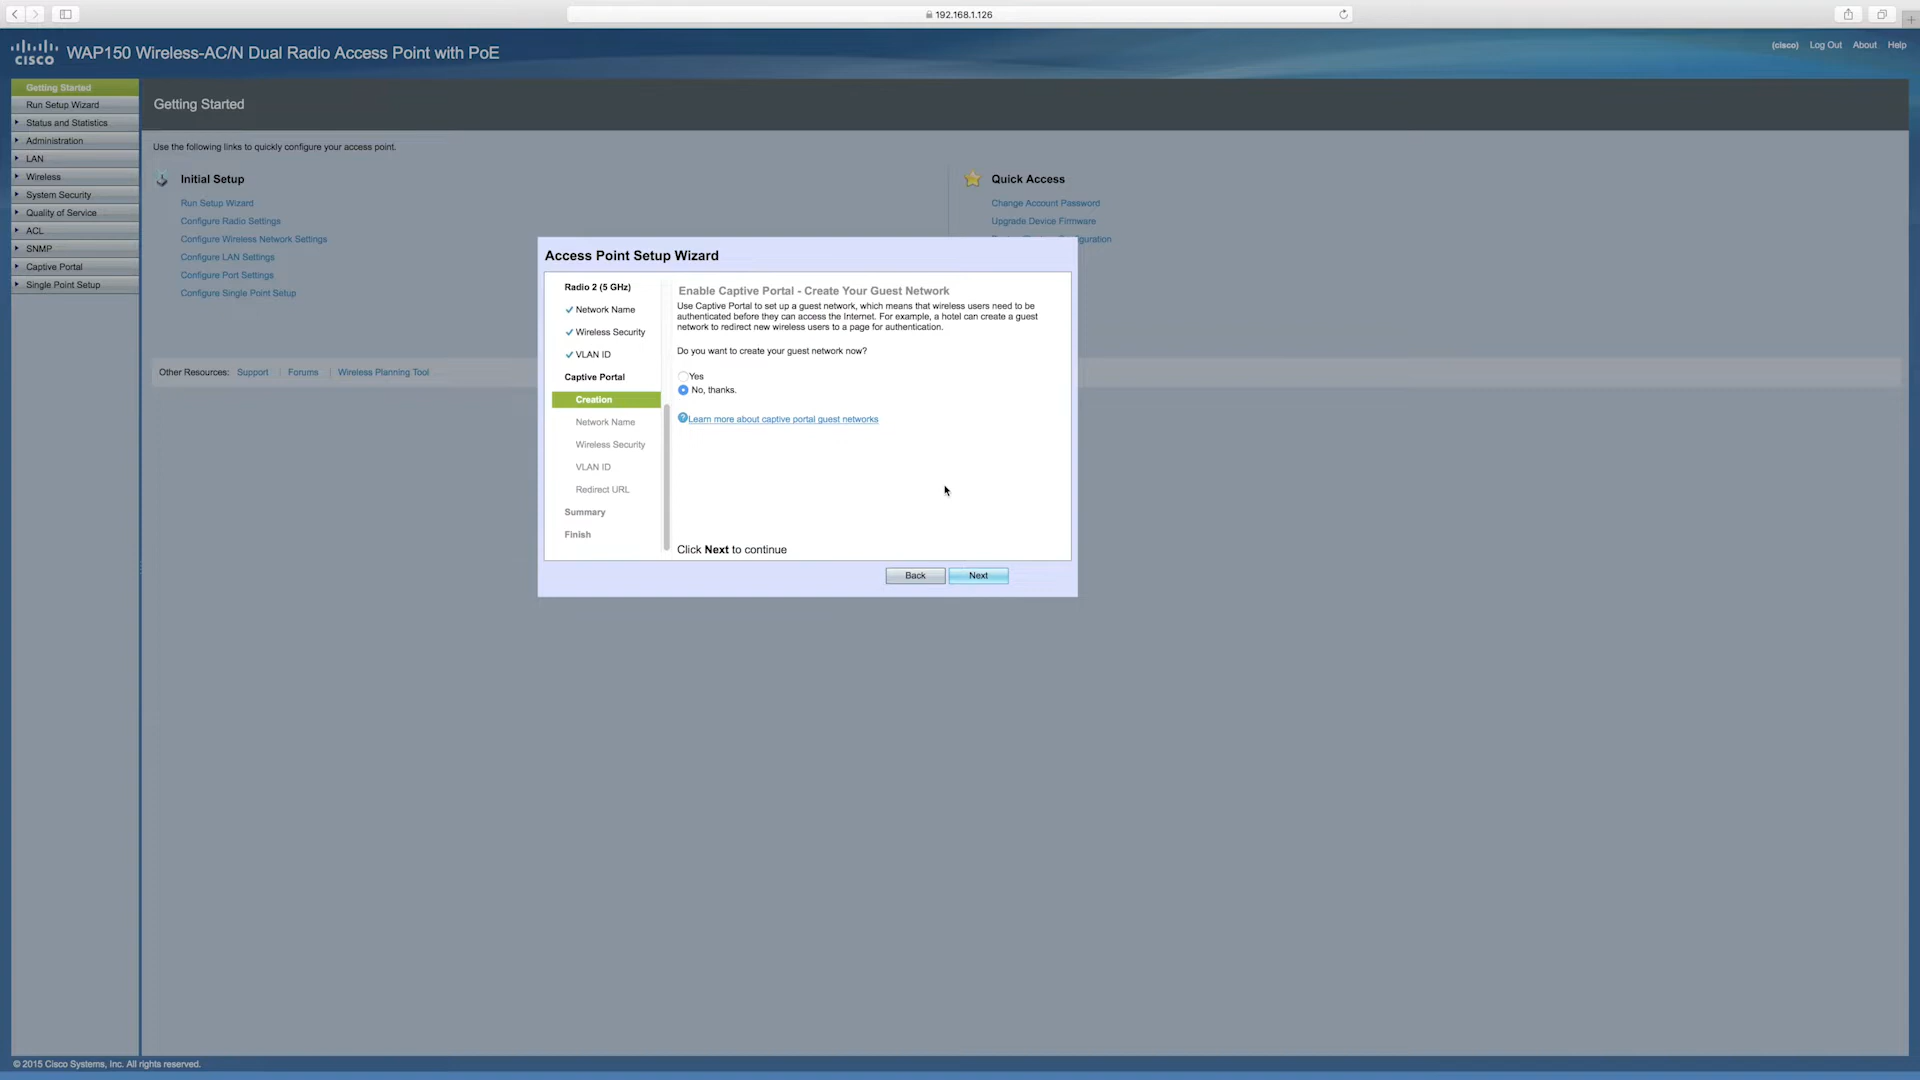 192.168.1.126
cisco
WAP150 Wireless-AC/N Dual Radio Access Point with PoE
(cisco) Log Out About Help
Getting Started
Run Setup Wizard
Status and Statistics
Administration
LAN
Wireless
System Security
Quality of Service
ACL
SNMP
Captive Portal
Single Point Setup
Getting Started
Use the following links to quickly configure your access point.
Initial Setup
Run Setup Wizard
Configure Radio Settings
Configure Wireless Network Settings
Configure LAN Settings
Configure Port Settings
Configure Single Point Setup
Quick Access
Change Account Password
Upgrade Device Firmware
guration
Other Resources: Support Forums Wireless Planning Tool
Access Point Setup Wizard
Radio 2 (5 GHz)
Network Name
Wireless Security
VLAN ID
Captive Portal
Creation
Network Name
Wireless Security
VLAN ID
Redirect URL
Summary
Finish
Enable Captive Portal - Create Your Guest Network
Use Captive Portal to set up a guest network, which means that wireless users need to be
authenticated before they can access the Internet. For example, a hotel can create a guest
network to redirect new wireless users to a page for authentication.
Do you want to create your guest network now?
Yes
No, thanks.
Learn more about captive portal guest networks
Click Next to continue
Back Next
© 2015 Cisco Systems, Inc. All rights reserved.